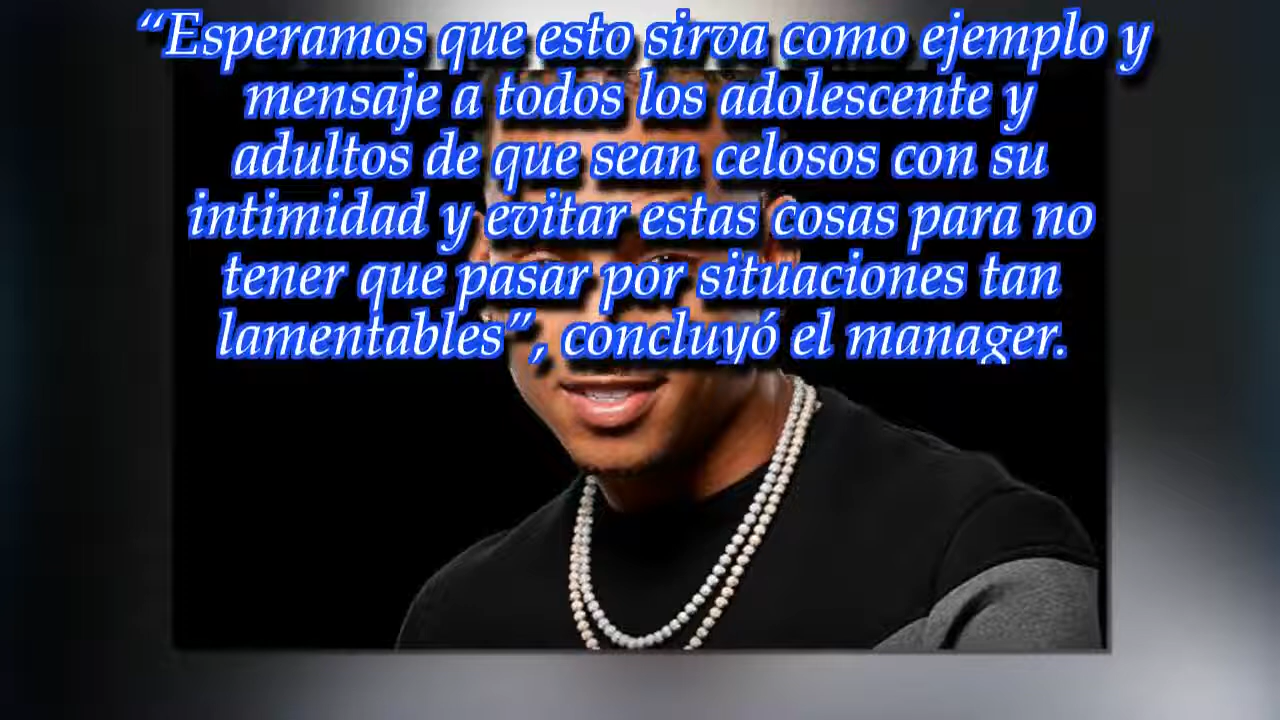 “Esperamos que esto sirva como ejemplo y
mensaje a todos los adolescente y
adultos de que sean celosos con su
intimidad y evitar estas cosas para no
tener que pasar por situaciones tan
lamentables”, concluyó el manager.